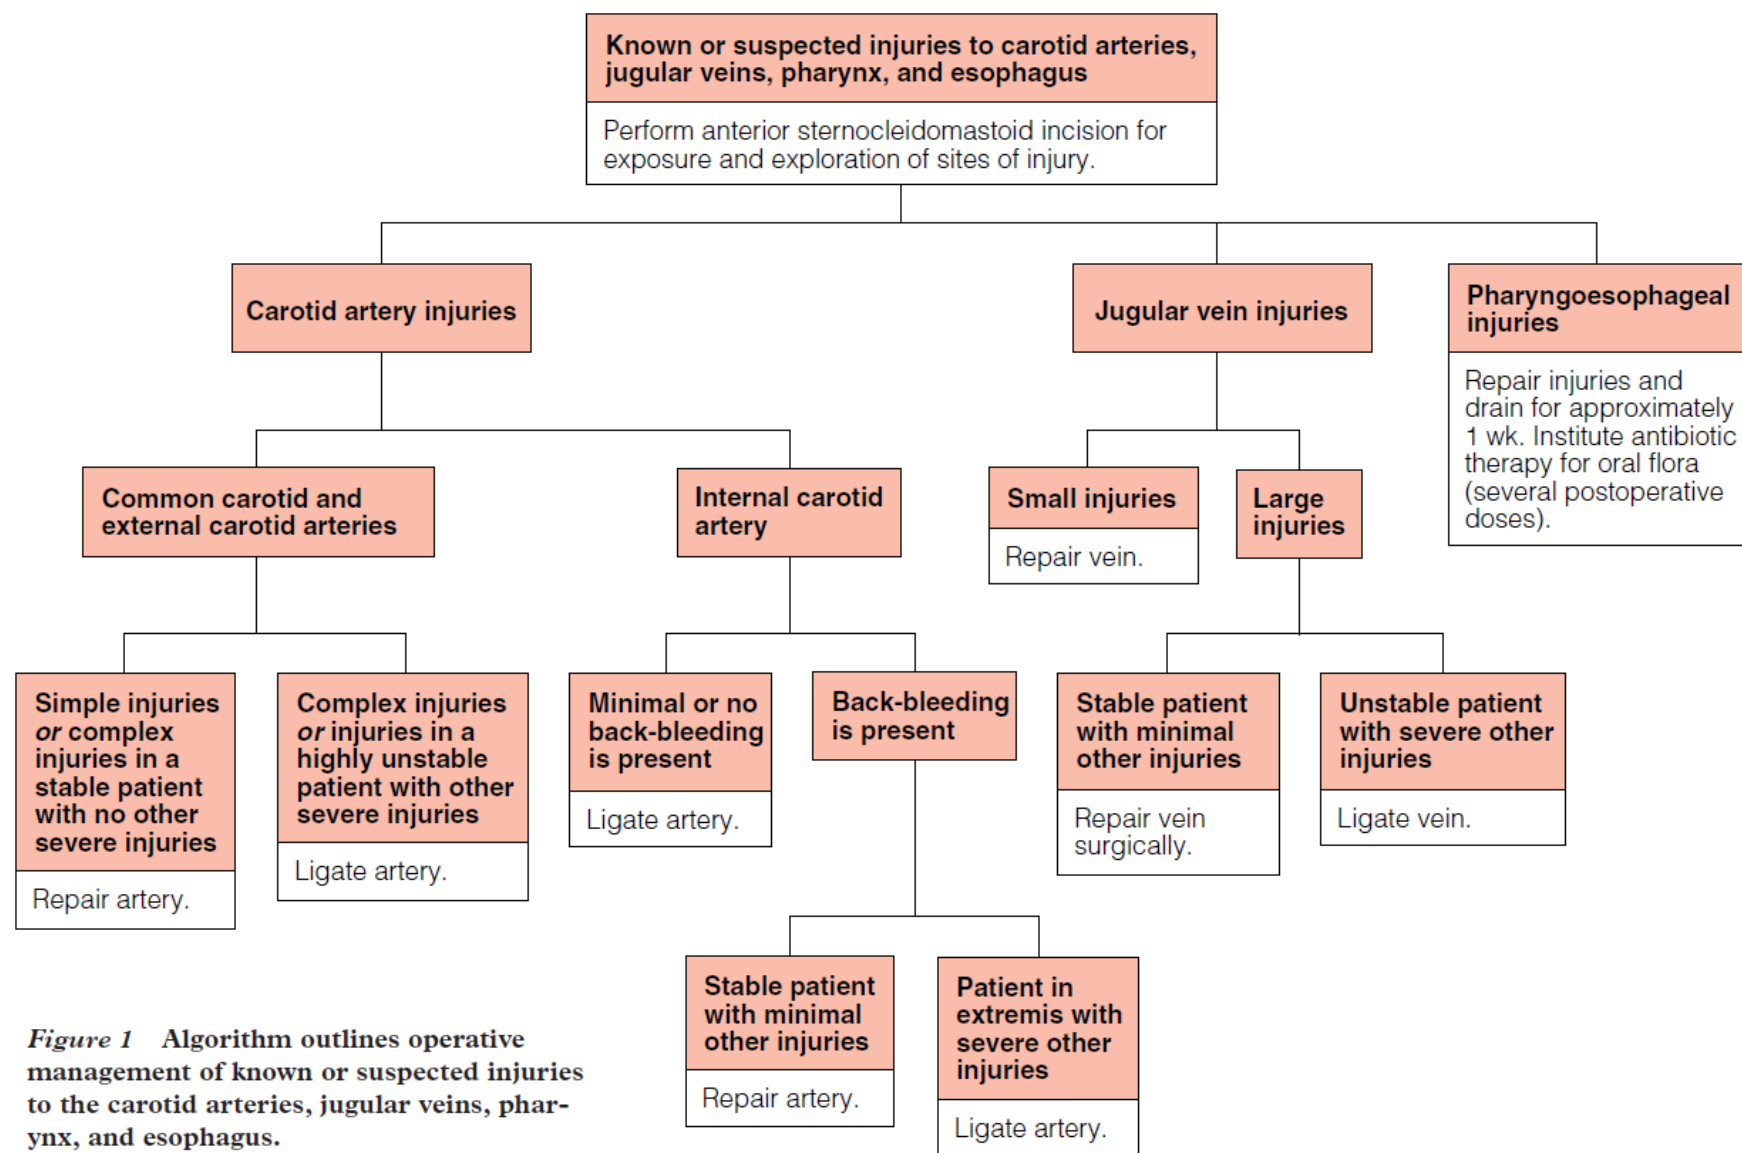 Known or suspected injuries to carotid arteries,
jugular veins, pharynx, and esophagus
Perform anterior sternocleidomastoid incision for
exposure and exploration of sites of injury.
Carotid artery injuries
Jugular vein injuries
Pharyngoesophageal
injuries
Repair injuries and
drain for approximately
1 wk. Institute antibiotic
therapy for oral flora
(several postoperative
doses).
Common carotid and
external carotid arteries
Internal carotid
artery
Small injuries
Repair vein.
Large
injuries
Simple injuries
or complex
injuries in a
stable patient
with no other
severe injuries
Repair artery.
Complex injuries
or injuries in a
highly unstable
patient with other
severe injuries
Ligate artery.
Minimal or no
back-bleeding
is present
Ligate artery.
Back-bleeding
is present
Stable patient
with minimal
other injuries
Repair vein
surgically.
Unstable patient
with severe other
injuries
Ligate vein.
Stable patient
with minimal
other injuries
Repair artery.
Patient in
extremis with
severe other
injuries
Ligate artery.
Figure 1 Algorithm outlines operative
management of known or suspected injuries
to the carotid arteries, jugular veins, phar-
ynx, and esophagus.